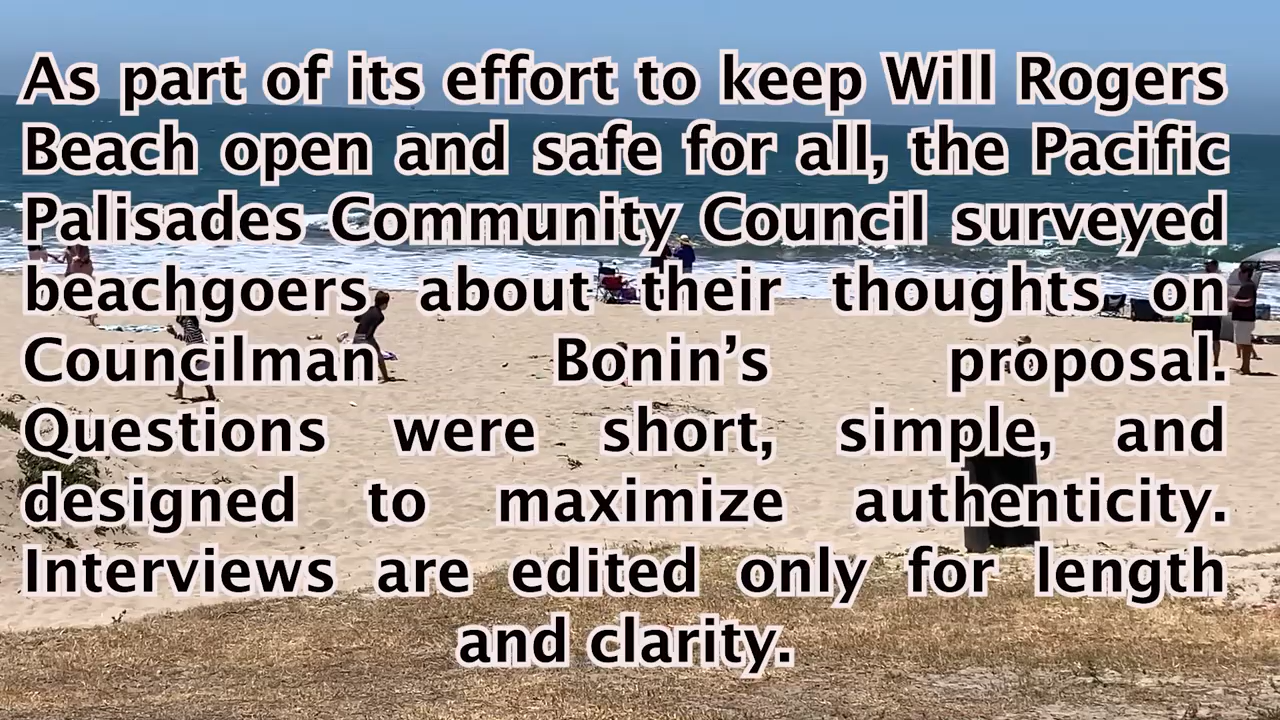 As part of its effort to keep Will Rogers
Beach open and safe for all, the Pacific
Palisades Community Council surveyed
beachgoers about their thoughts on
Councilman Bonin’s proposal.
Questions were short, simple, and
designed to maximize authenticity.
Interviews are edited only for length
and clarity.